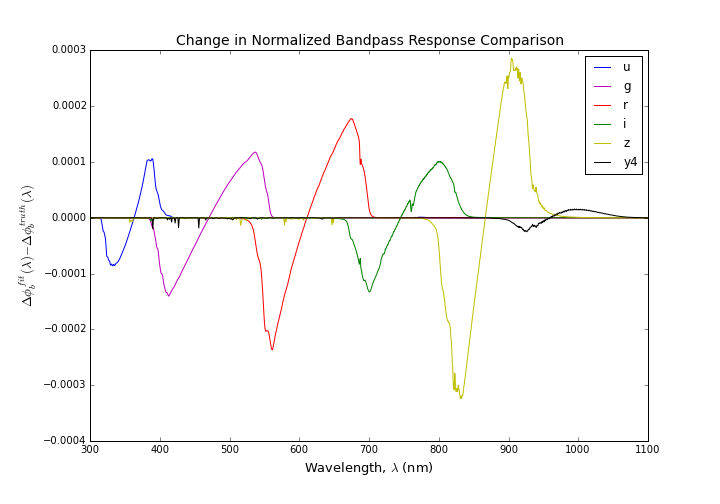 Change in Normalized Bandpass Response Comparison
0.0003
0.0002
0.0001
0.0000
−0.0001
−0.0002
−0.0003
−0.0004
Δϕ_b^fit (λ)−Δϕ_b^truth (λ)
u
g
r
i
z
y4
300 400 500 600 700 800 900 1000 1100
Wavelength, λ (nm)